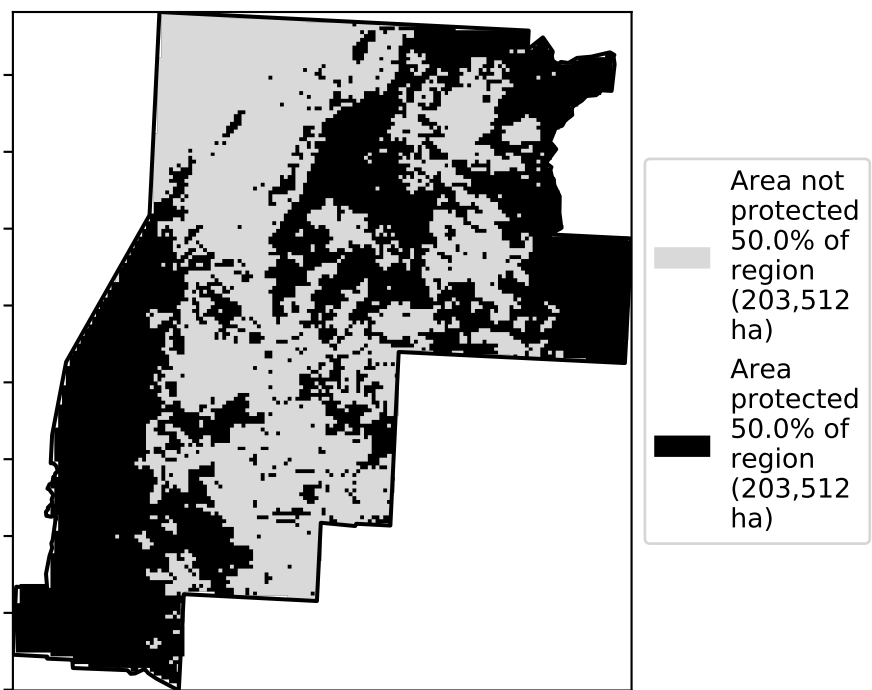 Area not
protected
50.0% of
region
(203,512
ha)
Area
protected
50.0% of
region
(203,512
ha)